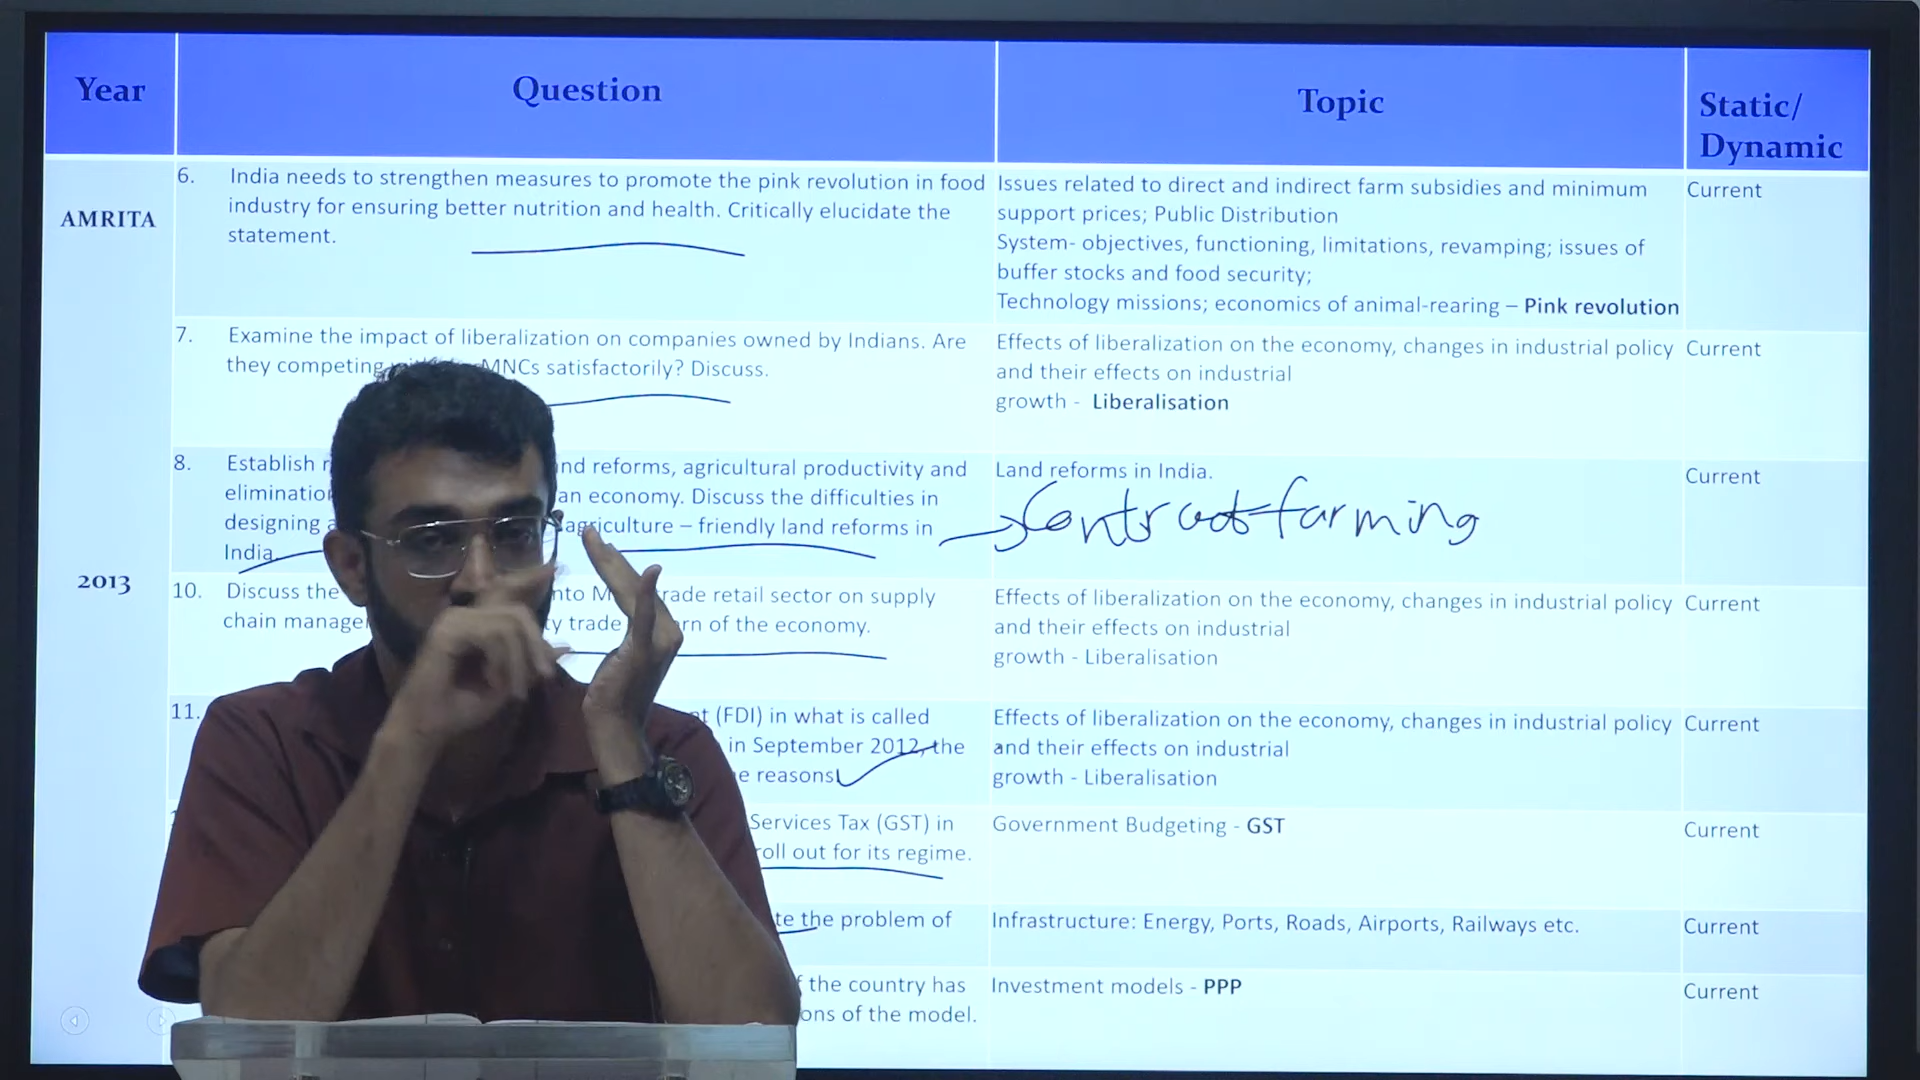 Year
Question
Topic
Static/
Dynamic
AMRITA
6. India needs to strengthen measures to promote the pink revolution in food
industry for ensuring better nutrition and health. Critically elucidate the
statement.
Issues related to direct and indirect farm subsidies and minimum
support prices; Public Distribution
System- objectives, functioning, limitations, revamping; issues of
buffer stocks and food security;
Technology missions; economics of animal-rearing – Pink revolution
Current
7. Examine the impact of liberalization on companies owned by Indians. Are
they competing MNCs satisfactorily? Discuss.
Effects of liberalization on the economy, changes in industrial policy
and their effects on industrial
growth - Liberalisation
Current
2013
8. Establish reforms, agricultural productivity and
economy. Discuss the difficulties in
designing agriculture – friendly land reforms in
India
Land reforms in India.
Contract farming
Current
10. Discuss the trade retail sector on supply
chain trade of the economy.
Effects of liberalization on the economy, changes in industrial policy
and their effects on industrial
growth - Liberalisation
Current
11. (FDI) in what is called
in September 2012, the
reasons
Effects of liberalization on the economy, changes in industrial policy
and their effects on industrial
growth - Liberalisation
Current
Services Tax (GST) in
roll out for its regime.
Government Budgeting - GST
Current
the problem of
Infrastructure: Energy, Ports, Roads, Airports, Railways etc.
Current
the country has
of the model.
Investment models - PPP
Current